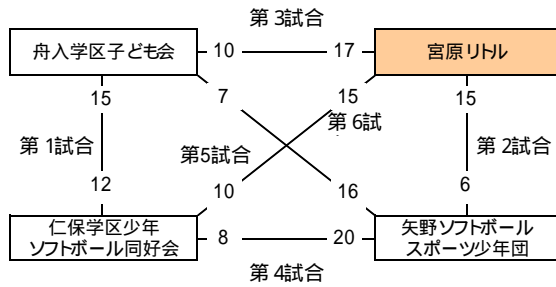 第 3試合
舟入学区子ども会
10
17
宮原リトル
15
7
15
第 6試
15
第 1試合
第5試合
第 2試合
12
10
16
6
仁保学区少年
ソフトボール同好会
8
20
矢野ソフトボール
スポーツ少年団
第 4試合